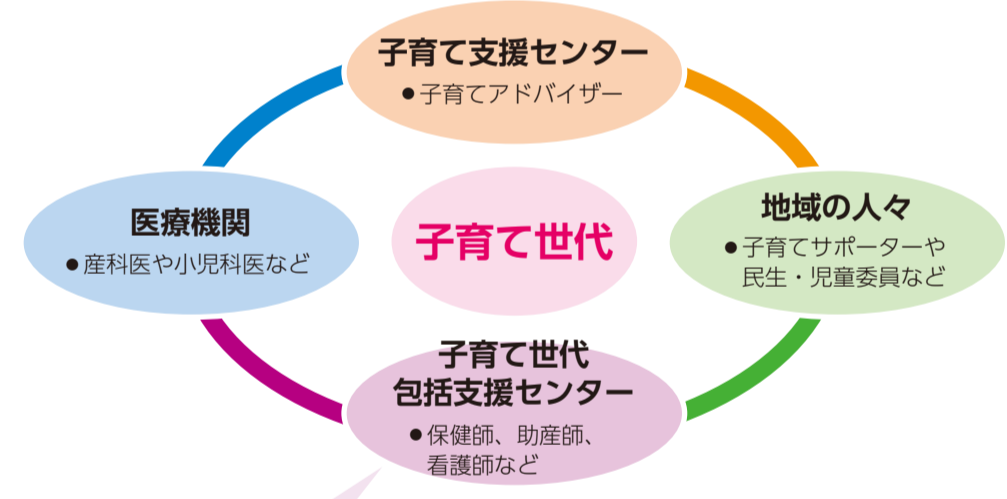 子育て支援センター
●子育てアドバイザー
医療機関
●産科医や小児科医など
子育て世代
地域の人々
●子育てサポーターや
民生・児童委員など
子育て世代
包括支援センター
●保健師、助産師、
看護師など